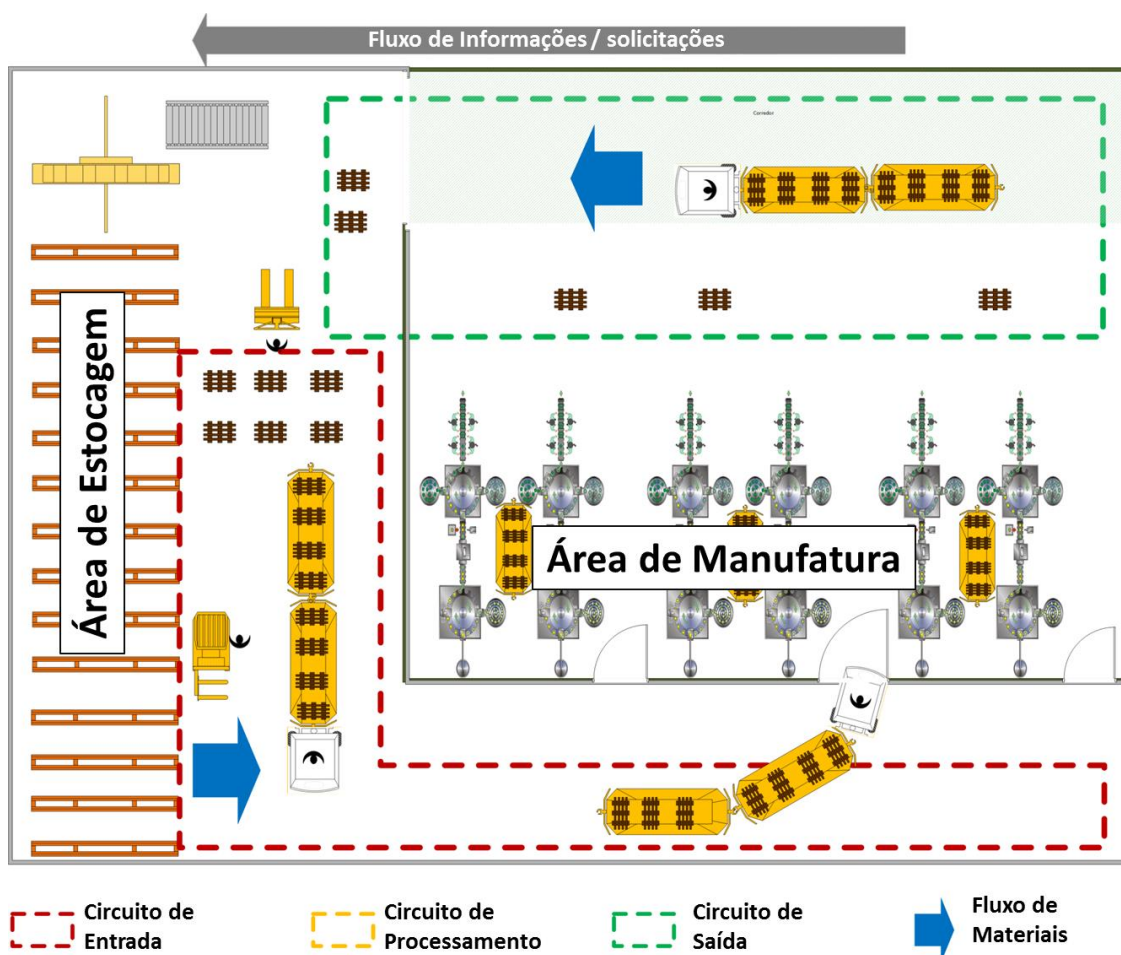 Fluxo de Informações / solicitações
Corredor
Área de Estocagem
Área de Manufatura
Circuito de
Entrada
Circuito de
Processamento
Circuito de
Saída
Fluxo de
Materiais